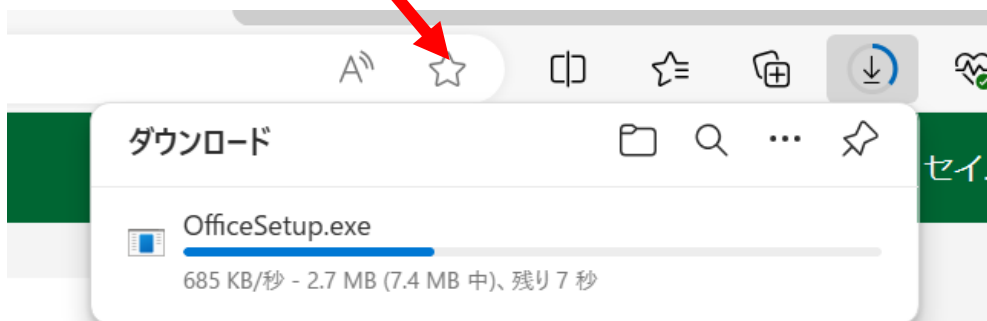 A
ダウンロード
セイ
OfficeSetup.exe
685 KB/秒 - 2.7 MB (7.4 MB 中)、残り 7 秒